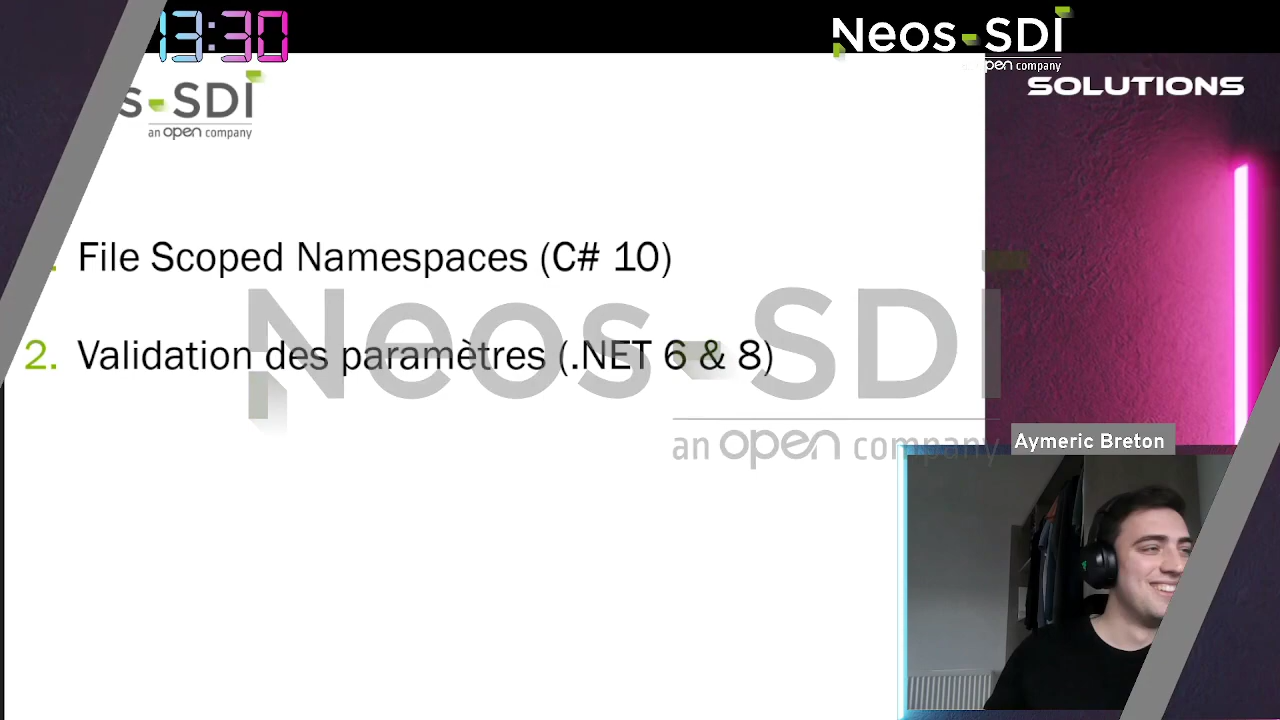 13:30
Neos-SDI
an open company
SOLUTIONS
s-SDI
an open company
File Scoped Namespaces (C# 10)
2. Validation des paramètres (.NET 6 & 8)
Neos-SDI
an open company
Aymeric Breton